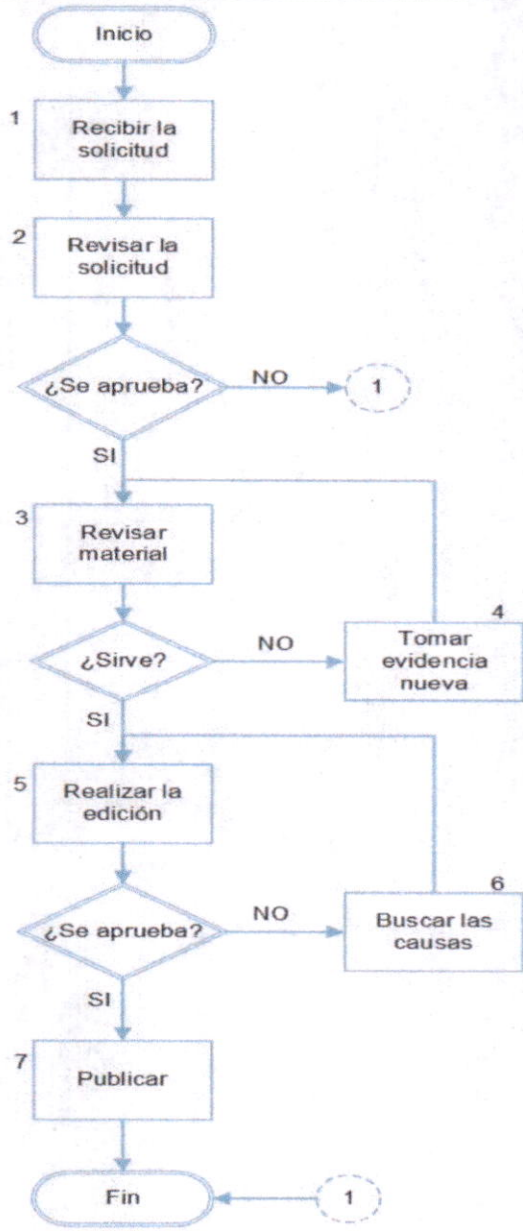 Inicio
1
Recibir la
solicitud
2
Revisar la
solicitud
¿Se aprueba?
NO
1
SI
3
Revisar
material
4
Tomar
evidencia
nueva
¿Sirve?
NO
SI
5
Realizar la
edición
6
Buscar las
causas
¿Se aprueba?
NO
SI
7
Publicar
Fin
1